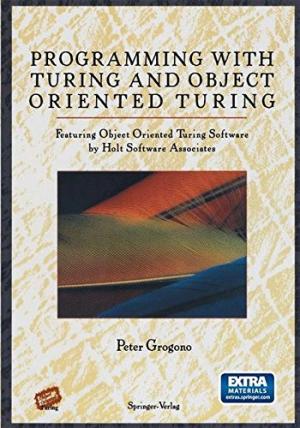 PROGRAMMING WITH
TURING AND OBJECT
ORIENTED TURING
Featuring Object Oriented Turing Software
by Holt Software Associates
Peter Grogono
Turing
Springer-Verlag
EXTRA
MATERIALS
extras.springer.com